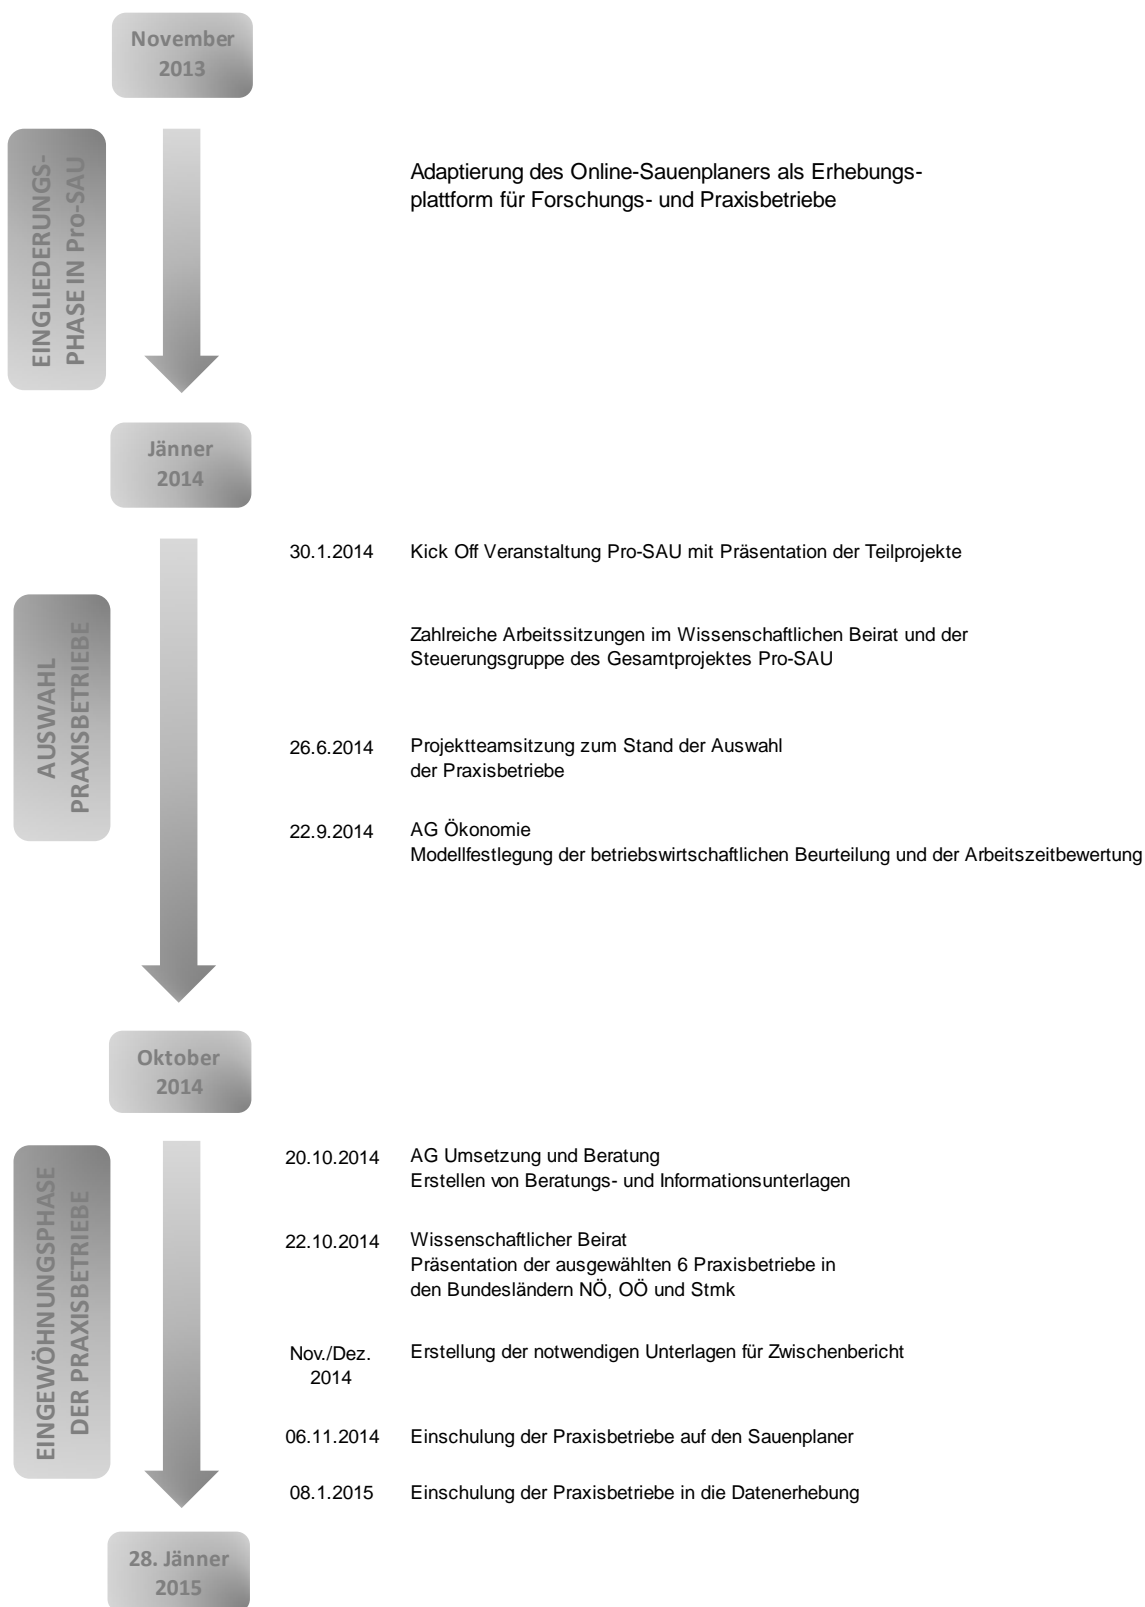 November
2013
EINGLIEDERUNGS-
PHASE IN Pro-SAU
Adaptierung des Online-Sauenplaners als Erhebungs-
plattform für Forschungs- und Praxisbetriebe
Jänner
2014
AUSWAHL
PRAXISBETRIEBE
30.1.2014 Kick Off Veranstaltung Pro-SAU mit Präsentation der Teilprojekte
Zahlreiche Arbeitssitzungen im Wissenschaftlichen Beirat und der
Steuerungsgruppe des Gesamtprojektes Pro-SAU
26.6.2014 Projektteamsitzung zum Stand der Auswahl
der Praxisbetriebe
22.9.2014 AG Ökonomie
Modellfestlegung der betriebswirtschaftlichen Beurteilung und der Arbeitszeitbewertung
Oktober
2014
EINGEWÖHNUNGSPHASE
DER PRAXISBETRIEBE
20.10.2014 AG Umsetzung und Beratung
Erstellen von Beratungs- und Informationsunterlagen
22.10.2014 Wissenschaftlicher Beirat
Präsentation der ausgewählten 6 Praxisbetriebe in
den Bundesländern NÖ, OÖ und Stmk
Nov./Dez. Erstellung der notwendigen Unterlagen für Zwischenbericht
2014
06.11.2014 Einschulung der Praxisbetriebe auf den Sauenplaner
08.1.2015 Einschulung der Praxisbetriebe in die Datenerhebung
28. Jänner
2015